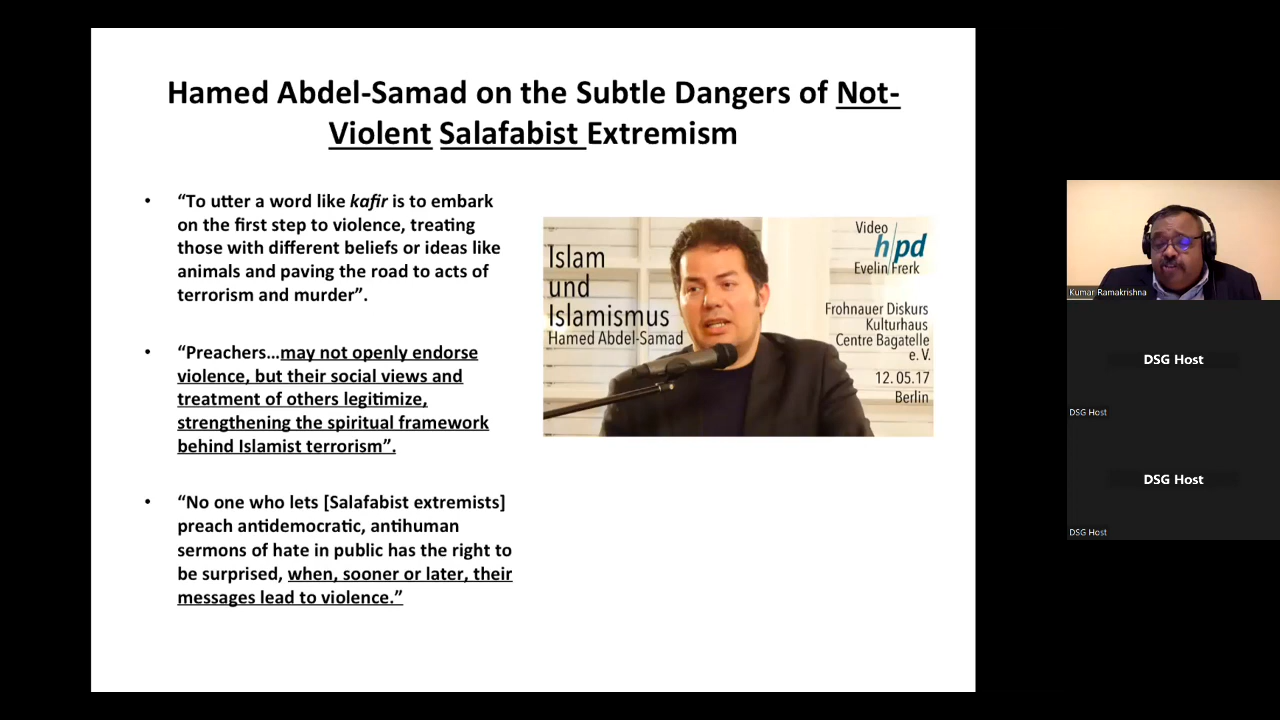 Hamed Abdel-Samad on the Subtle Dangers of Not-
Violent Salafabist Extremism
• “To utter a word like kafir is to embark
on the first step to violence, treating
those with different beliefs or ideas like
animals and paving the road to acts of
terrorism and murder”.
• “Preachers…may not openly endorse
violence, but their social views and
treatment of others legitimize,
strengthening the spiritual framework
behind Islamist terrorism”.
• “No one who lets [Salafabist extremists]
preach antidemocratic, antihuman
sermons of hate in public has the right to
be surprised, when, sooner or later, their
messages lead to violence.”
Islam
und
Islamismus
Hamed Abdel-Samad
Video
hpd
Evelin Frerk
Frohnauer Diskurs
Kulturhaus
Centre Bagatelle
e. V.
12. 05.17
Berlin
Kumar Ramakrishna
DSG Host
DSG Host
DSG Host
DSG Host